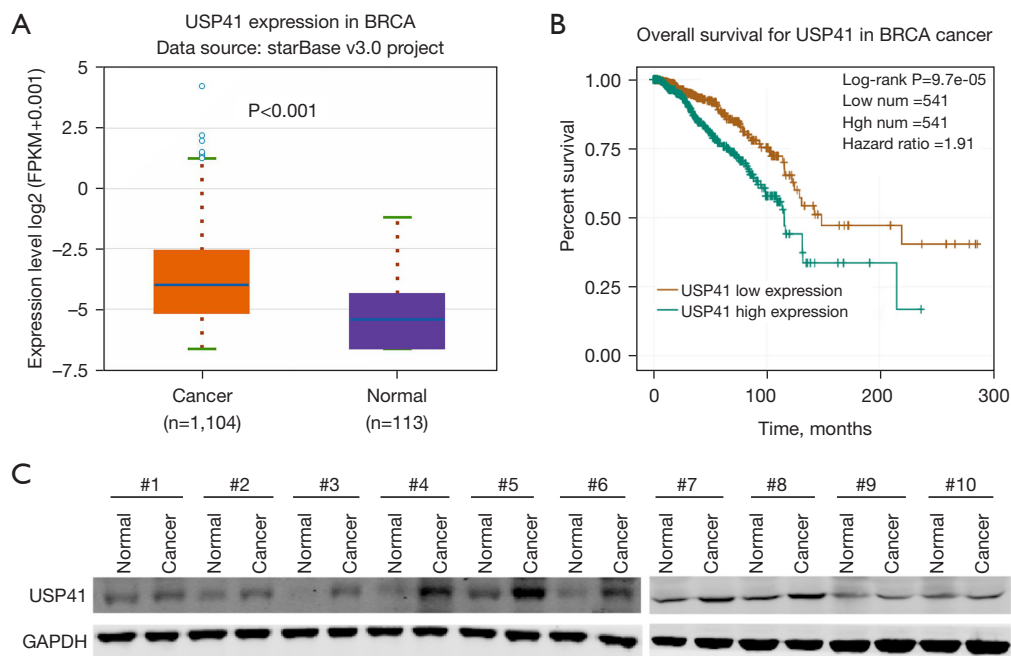 A
USP41 expression in BRCA
Data source: starBase v3.0 project
Expression level log2 (FPKM+0.001)
5
2.5
0
−2.5
−5
−7.5
P<0.001
Cancer
(n=1,104)
Normal
(n=113)
B
Overall survival for USP41 in BRCA cancer
Percent survival
1.00
0.75
0.50
0.25
0.00
Log-rank P=9.7e-05
Low num =541
Hgh num =541
Hazard ratio =1.91
USP41 low expression
USP41 high expression
0 100 200 300
Time, months
C
#1 #2 #3 #4 #5 #6 #7 #8 #9 #10
Normal Cancer Normal Cancer Normal Cancer Normal Cancer Normal Cancer Normal Cancer Normal Cancer Normal Cancer Normal Cancer Normal Cancer
USP41
GAPDH